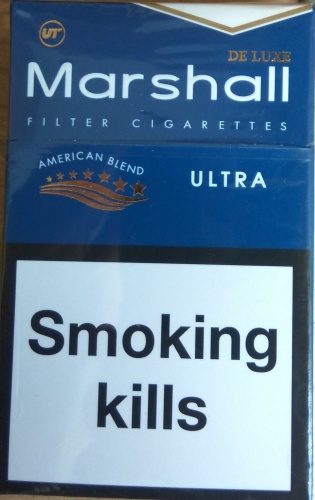 UT
DE LUXE
Marshall
FILTER CIGARETTES
AMERICAN BLEND
ULTRA
Smoking
kills